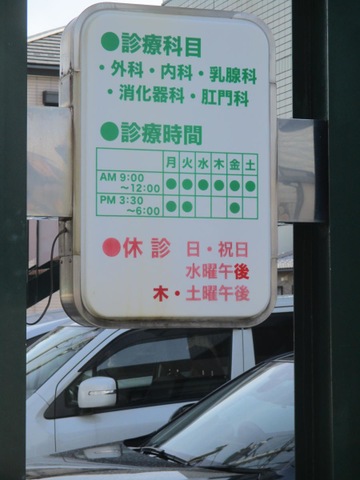 ●診療科目
・外科・内科・乳腺科
・消化器科・肛門科
●診療時間
月 火 水 木 金 土
AM 9:00 ～12:00 ● ● ● ● ● ●
PM 3:30 ～6:00 ● ● ●
●休診 日・祝日
水曜午後
木・土曜午後